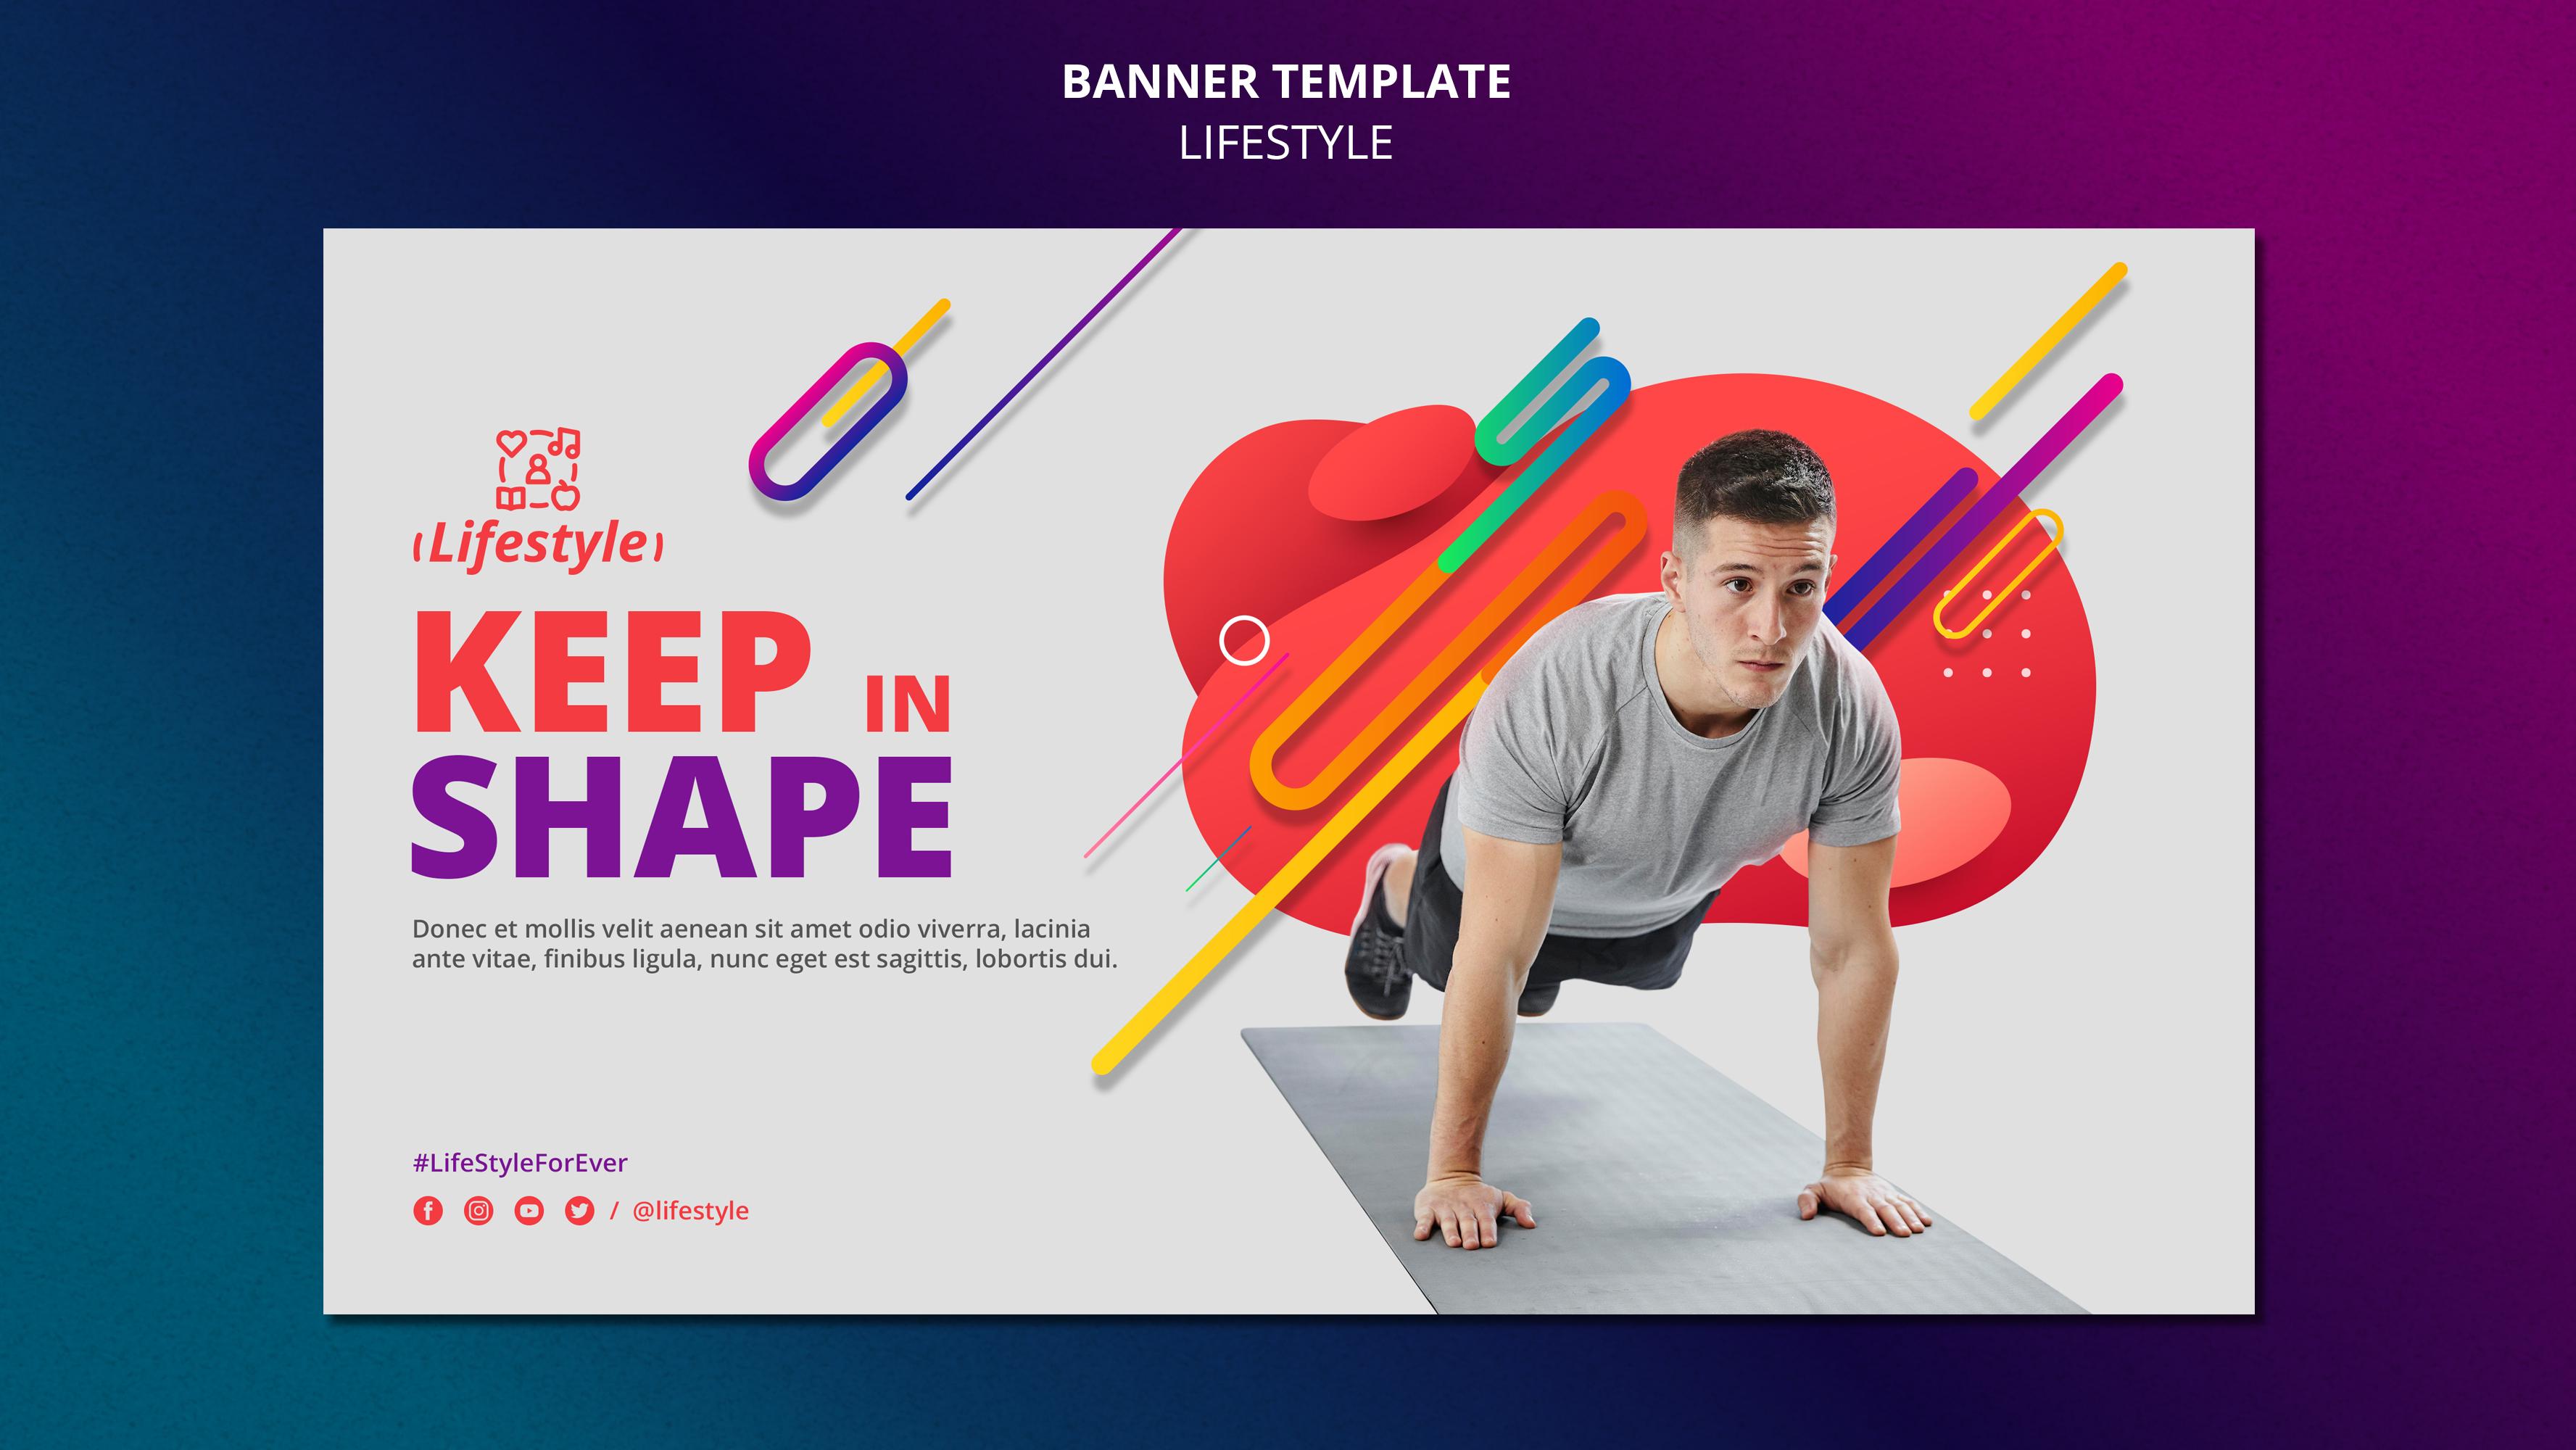 BANNER TEMPLATE
LIFESTYLE
Lifestyle
KEEP IN
SHAPE
Donec et mollis velit aenean sit amet odio viverra, lacinia
ante vitae, finibus ligula, nunc eget est sagittis, lobortis dui.
#LifeStyleForEver
/ @lifestyle